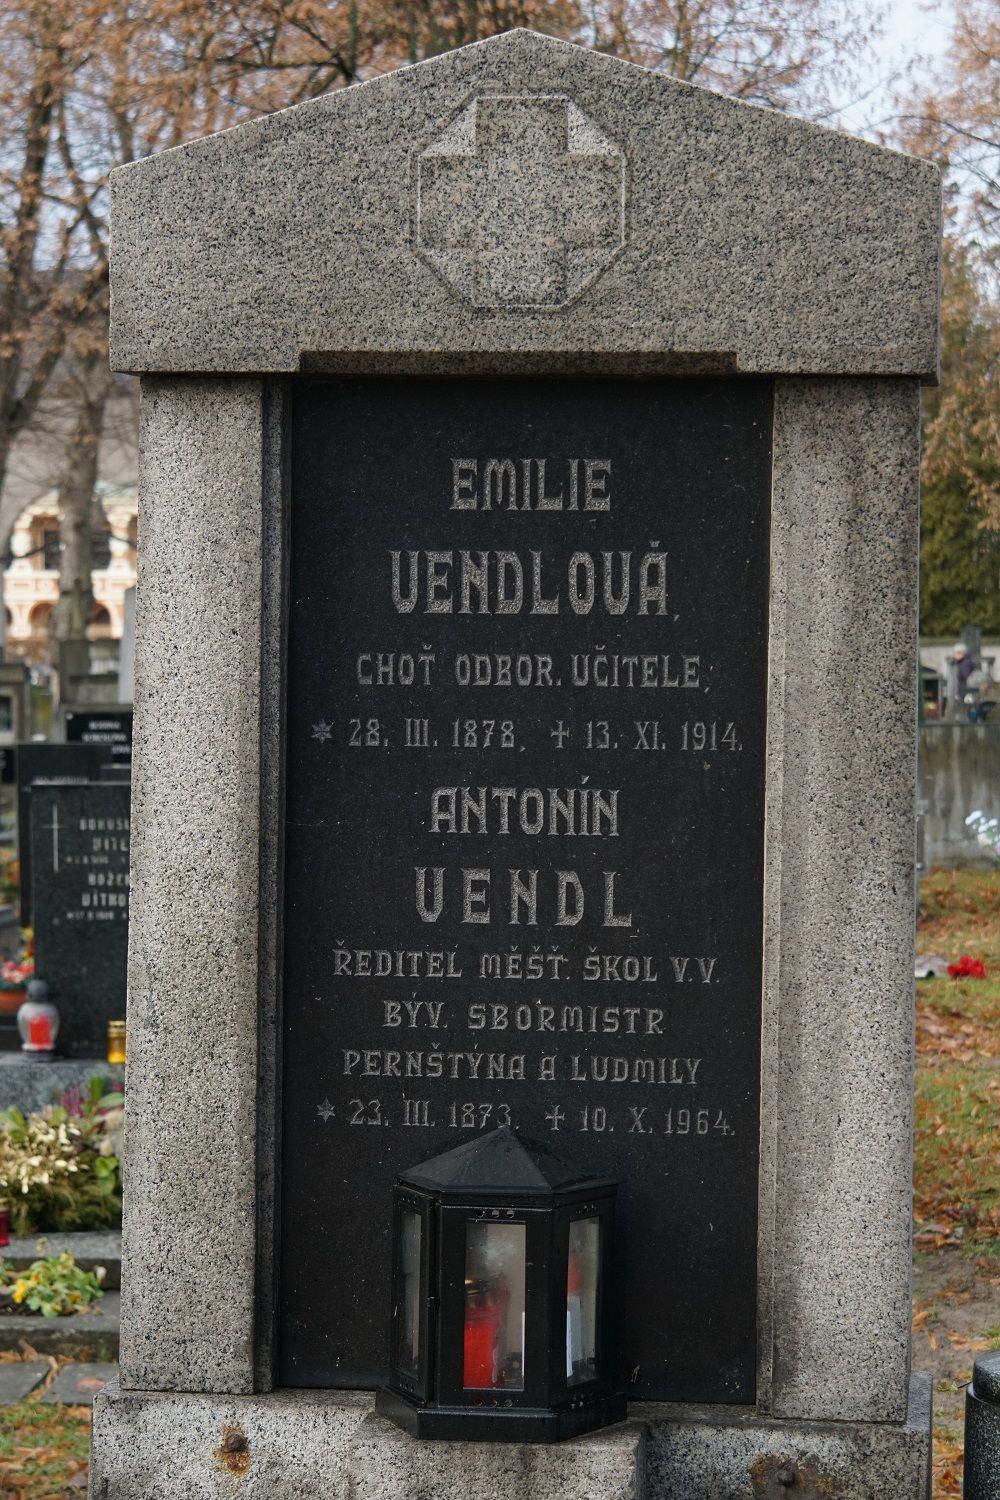 EMILIE
VENDLOVÁ,
CHOŤ ODBOR. UČITELE,
* 28. III. 1878, + 13. XI. 1914.
ANTONÍN
VENDL
ŘEDITEL MĚŠŤ. ŠKOL V.V.
BÝV. SBORMISTR
PERNŠTÝNA A LUDMILY
* 23. III. 1873. + 10. X. 1964.